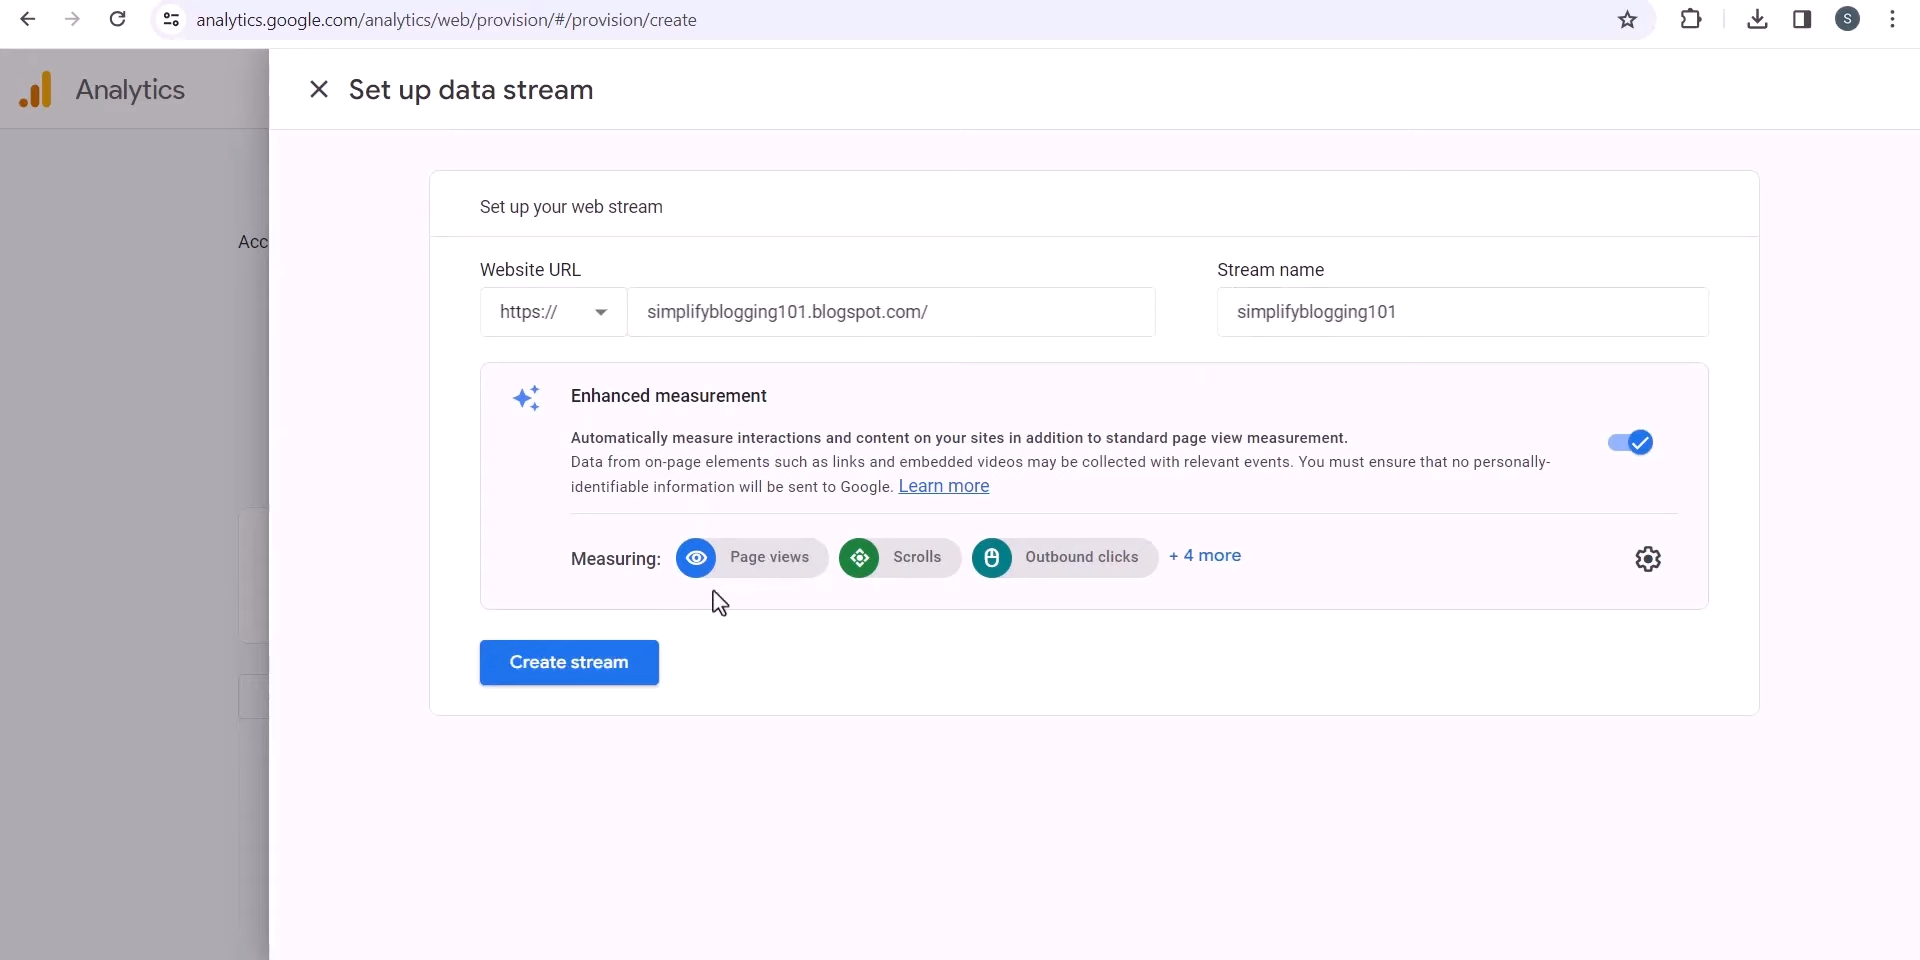 analytics.google.com/analytics/web/provision/#/provision/create
S
Analytics
Set up data stream
Acc
Set up your web stream
Website URL
Stream name
https://
simplifyblogging101.blogspot.com/
simplifyblogging101
Enhanced measurement
Automatically measure interactions and content on your sites in addition to standard page view measurement.
Data from on-page elements such as links and embedded videos may be collected with relevant events. You must ensure that no personally-
identifiable information will be sent to Google. Learn more
Measuring: Page views Scrolls Outbound clicks + 4 more
Create stream